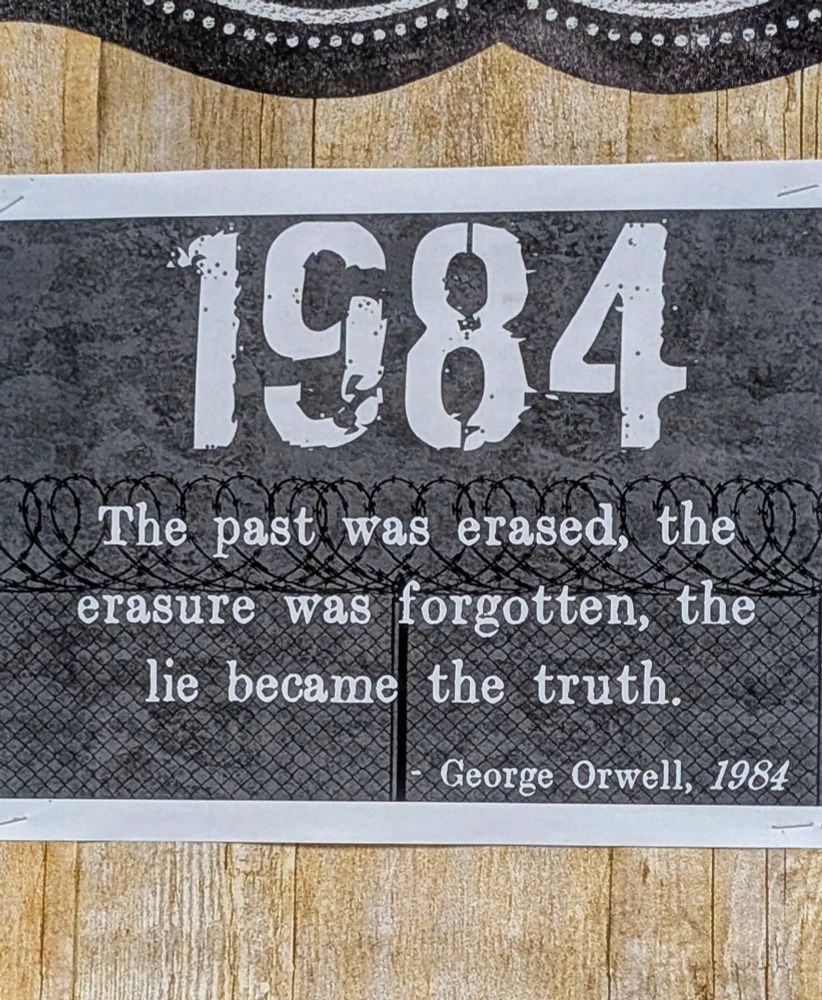 1984
The past was erased, the
erasure was forgotten, the
lie became the truth.
- George Orwell, 1984